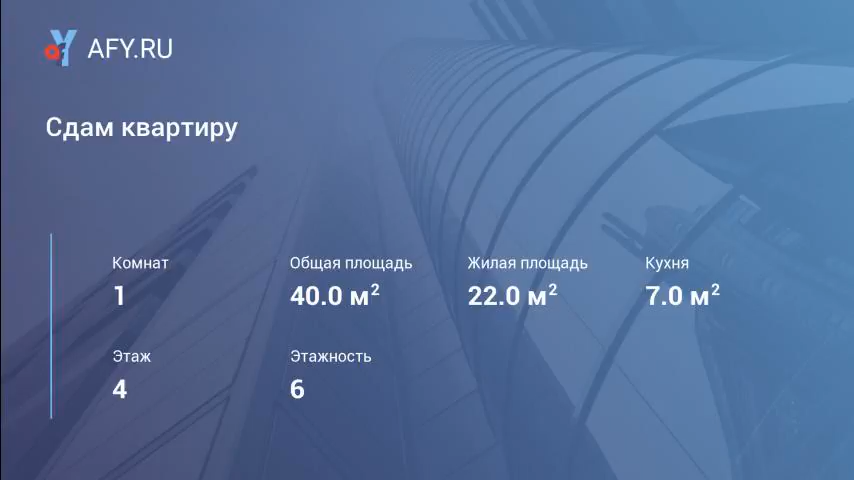 AFY.RU
Сдам квартиру
Комнат
1
Общая площадь
40.0 м²
Жилая площадь
22.0 м²
Кухня
7.0 м²
Этаж
4
Этажность
6